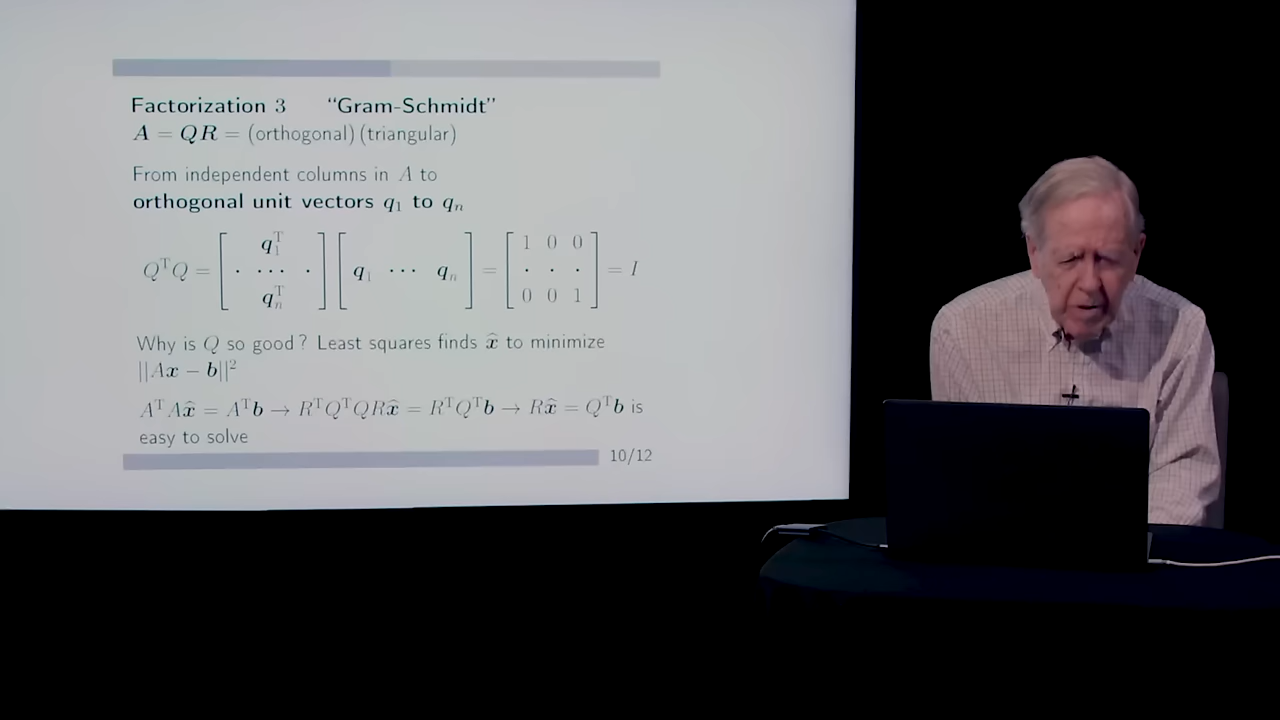 Factorization 3 “Gram-Schmidt”
A = QR = (orthogonal) (triangular)
From independent columns in A to
orthogonal unit vectors q₁ to qₙ
QᵀQ = [ q₁ᵀ · ··· · qₙᵀ ] [ q₁ ··· qₙ ] = [ 1 0 0 · · · 0 0 1 ] = I
Why is Q so good? Least squares finds x̂ to minimize
||Ax − b||²
AᵀAx̂ = Aᵀb → RᵀQᵀQRx̂ = RᵀQᵀb → Rx̂ = Qᵀb is
easy to solve
10/12